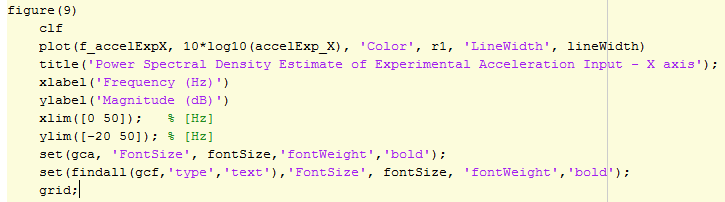 figure(9)
clf
plot(f_accelExpX, 10*log10(accelExp_X), 'Color', r1, 'LineWidth', lineWidth)
title('Power Spectral Density Estimate of Experimental Acceleration Input - X axis');
xlabel('Frequency (Hz)')
ylabel('Magnitude (dB)')
xlim([0 50]);   % [Hz]
ylim([-20 50]); % [Hz]
set(gca, 'FontSize', fontSize,'fontWeight','bold');
set(findall(gcf,'type','text'),'FontSize', fontSize, 'fontWeight','bold');
grid;